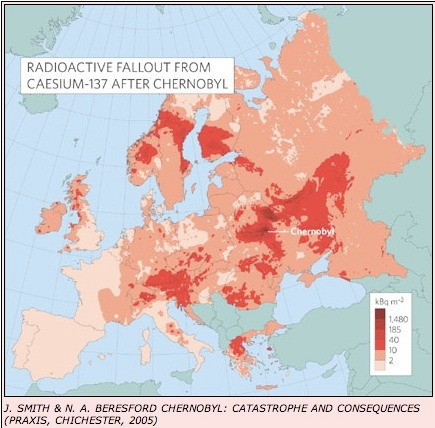 RADIOACTIVE FALLOUT FROM
CAESIUM-137 AFTER CHERNOBYL
Chernobyl
kBq m-2
1,480
185
40
10
2
J. SMITH & N. A. BERESFORD CHERNOBYL: CATASTROPHE AND CONSEQUENCES
(PRAXIS, CHICHESTER, 2005)